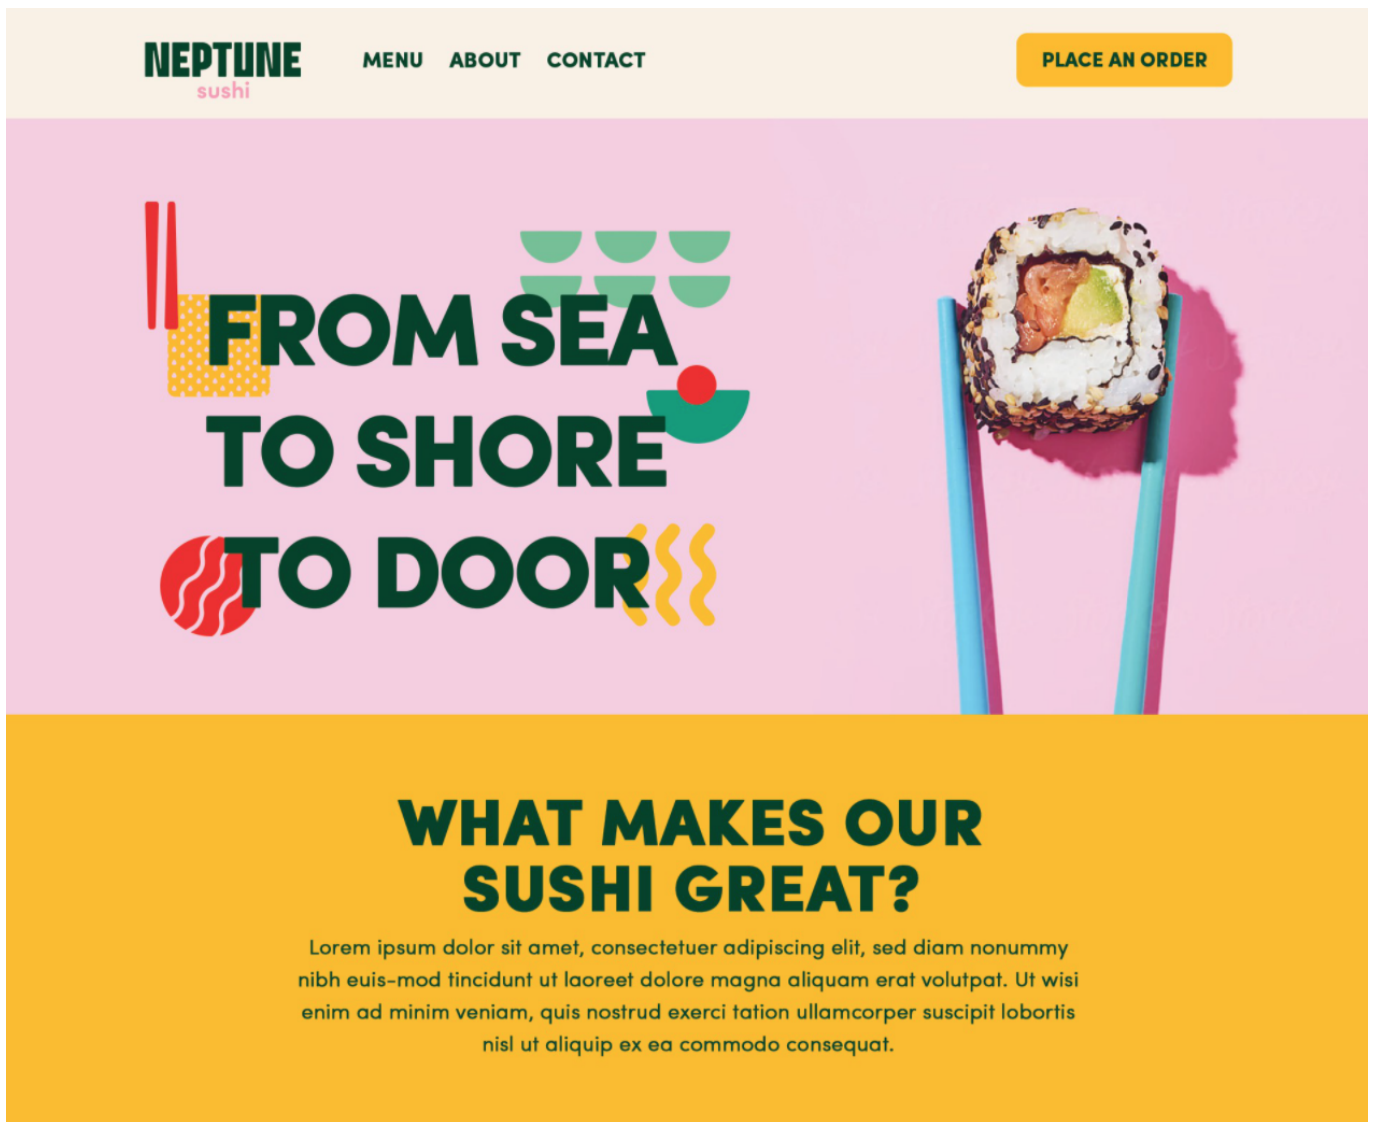 NEPTUNE
sushi
MENU ABOUT CONTACT
PLACE AN ORDER
FROM SEA
TO SHORE
TO DOOR
WHAT MAKES OUR
SUSHI GREAT?
Lorem ipsum dolor sit amet, consectetuer adipiscing elit, sed diam nonummy
nibh euis-mod tincidunt ut laoreet dolore magna aliquam erat volutpat. Ut wisi
enim ad minim veniam, quis nostrud exerci tation ullamcorper suscipit lobortis
nisl ut aliquip ex ea commodo consequat.